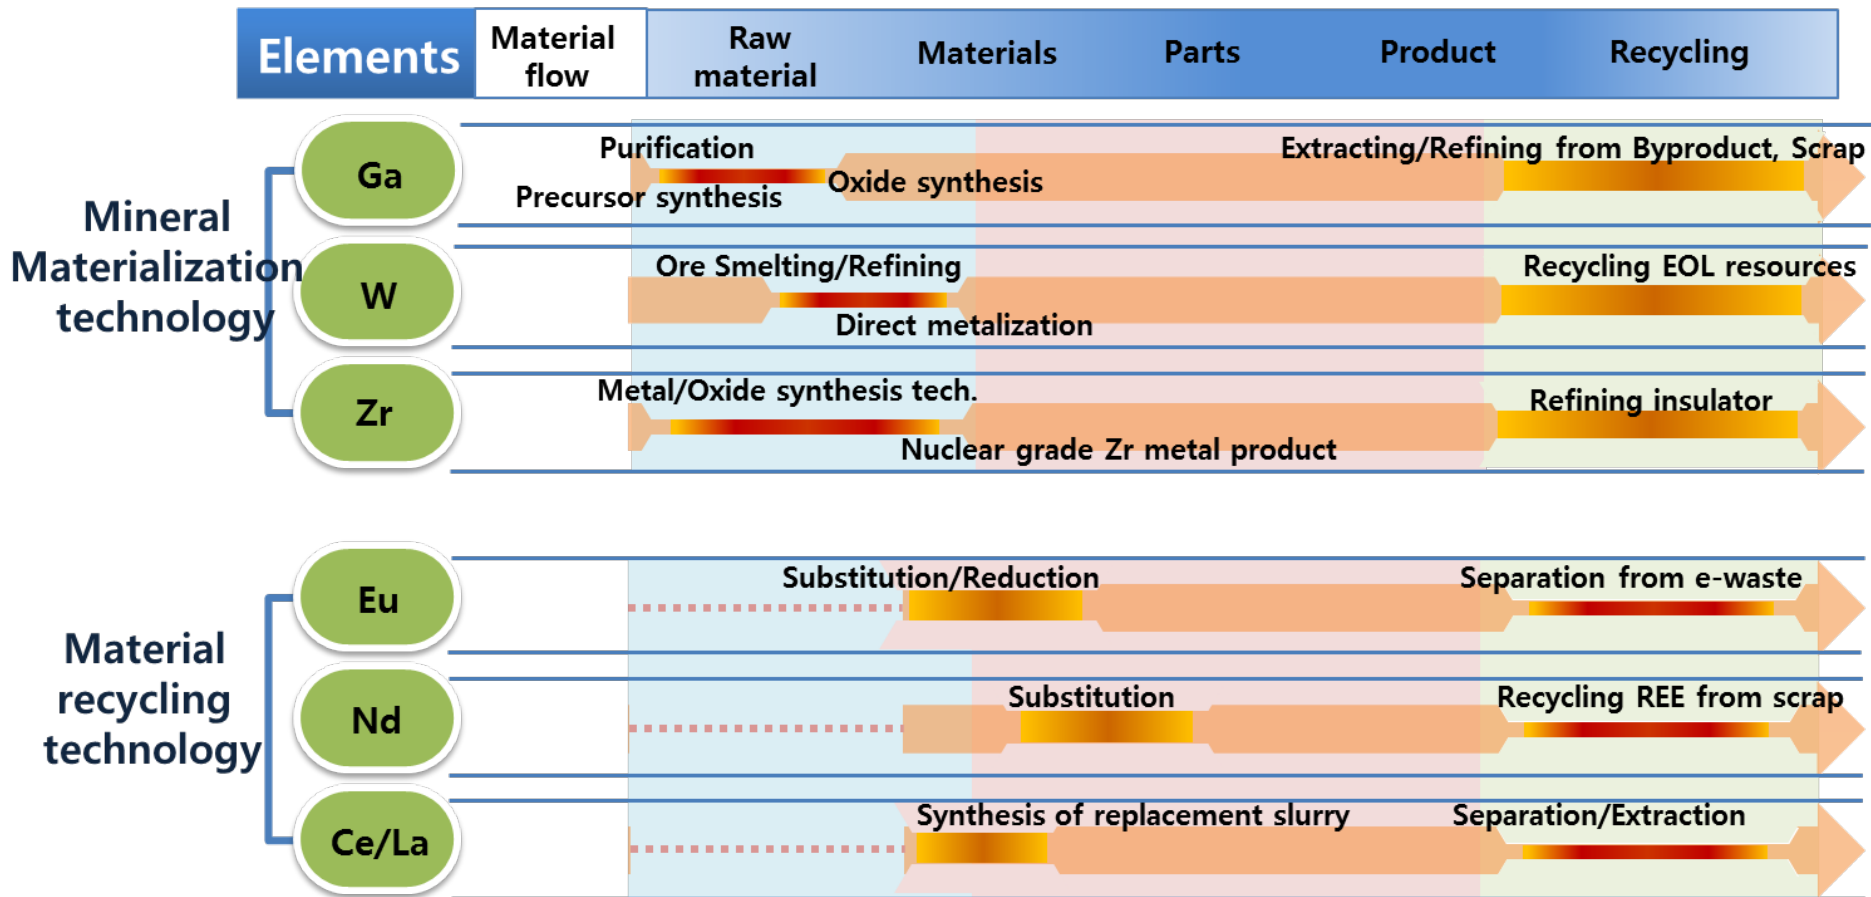 Elements
Material
flow
Raw
material
Materials
Parts
Product
Recycling
Mineral
Materialization
technology
Ga
Purification
Precursor synthesis
Oxide synthesis
Extracting/Refining from Byproduct, Scrap
W
Ore Smelting/Refining
Direct metalization
Recycling EOL resources
Zr
Metal/Oxide synthesis tech.
Nuclear grade Zr metal product
Refining insulator
Material
recycling
technology
Eu
Substitution/Reduction
Separation from e-waste
Nd
Substitution
Recycling REE from scrap
Ce/La
Synthesis of replacement slurry
Separation/Extraction